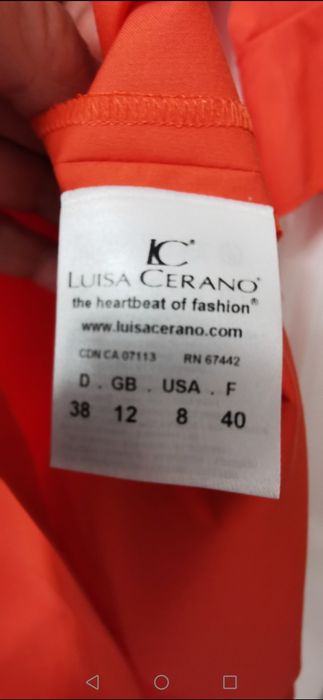 LC®
LUISA CERANO®
the heartbeat of fashion®
www.luisacerano.com
CDN CA 07113 RN 67442
D . GB . USA . F
38 12 8 40